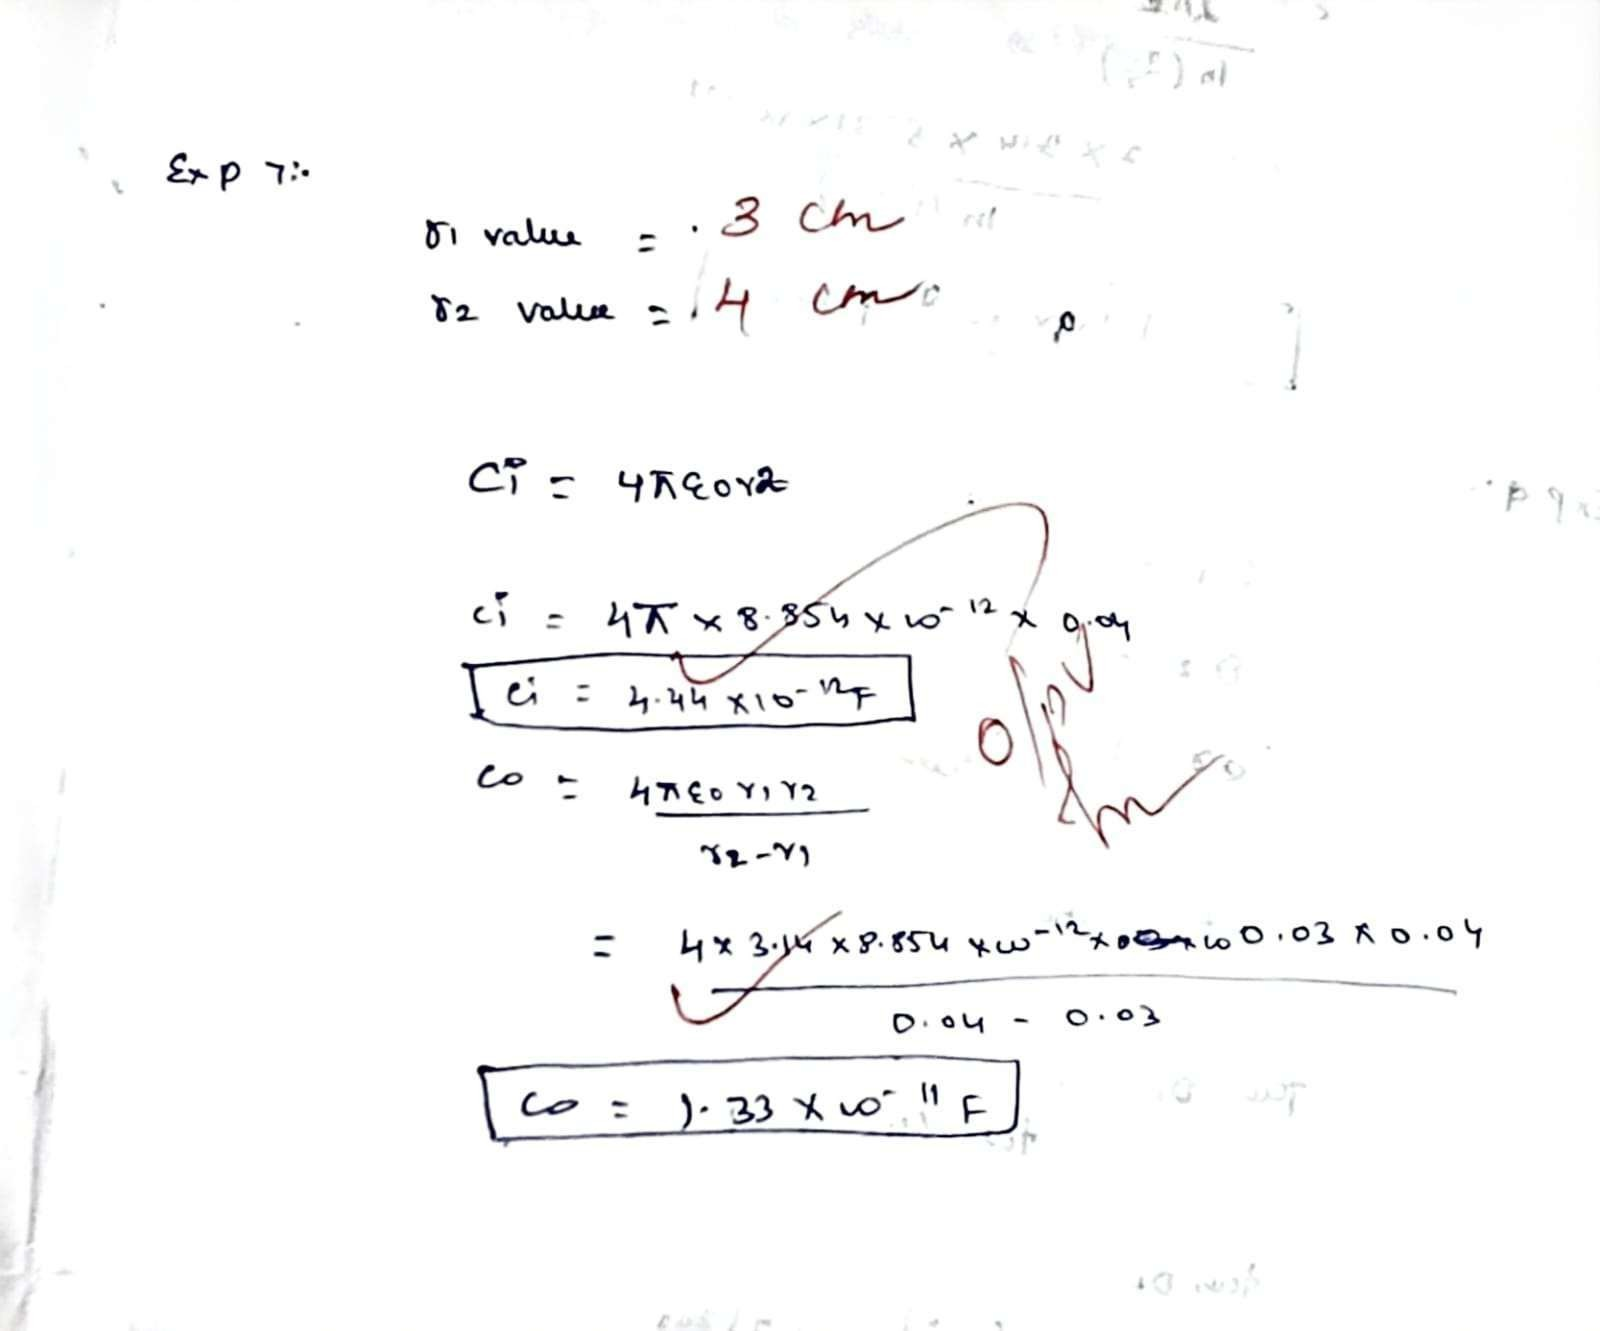 Exp 7:-
r1 value = . 3 cm
r2 value = . 4 cm
Ci = 4πε0r2
Ci = 4π × 8.854 × 10⁻¹² × 0.04
Ci = 4.44 × 10⁻¹² F
Co = 4πε0 r1 r2
r2 - r1
= 4 × 3.14 × 8.854 × 10⁻¹² × 0.03 × 0.04
0.04 - 0.03
Co = 1.33 × 10⁻¹¹ F